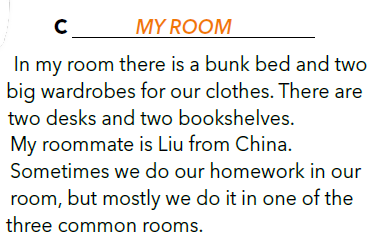 C MY ROOM
In my room there is a bunk bed and two
big wardrobes for our clothes. There are
two desks and two bookshelves.
My roommate is Liu from China.
Sometimes we do our homework in our
room, but mostly we do it in one of the
three common rooms.